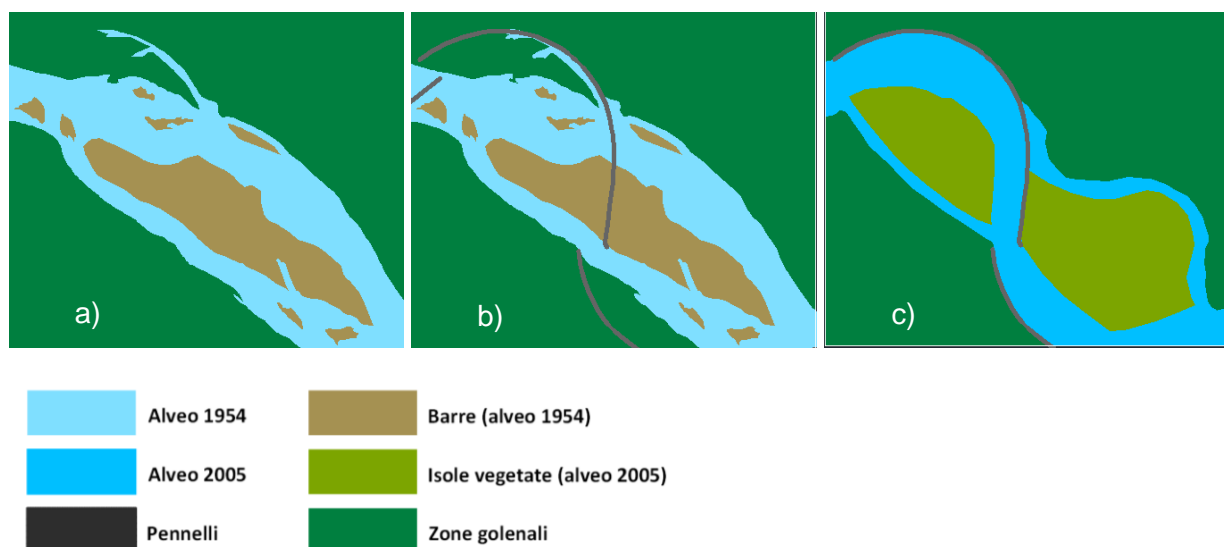 a)
b)
c)
Alveo 1954
Barre (alveo 1954)
Alveo 2005
Isole vegetate (alveo 2005)
Pennelli
Zone golenali